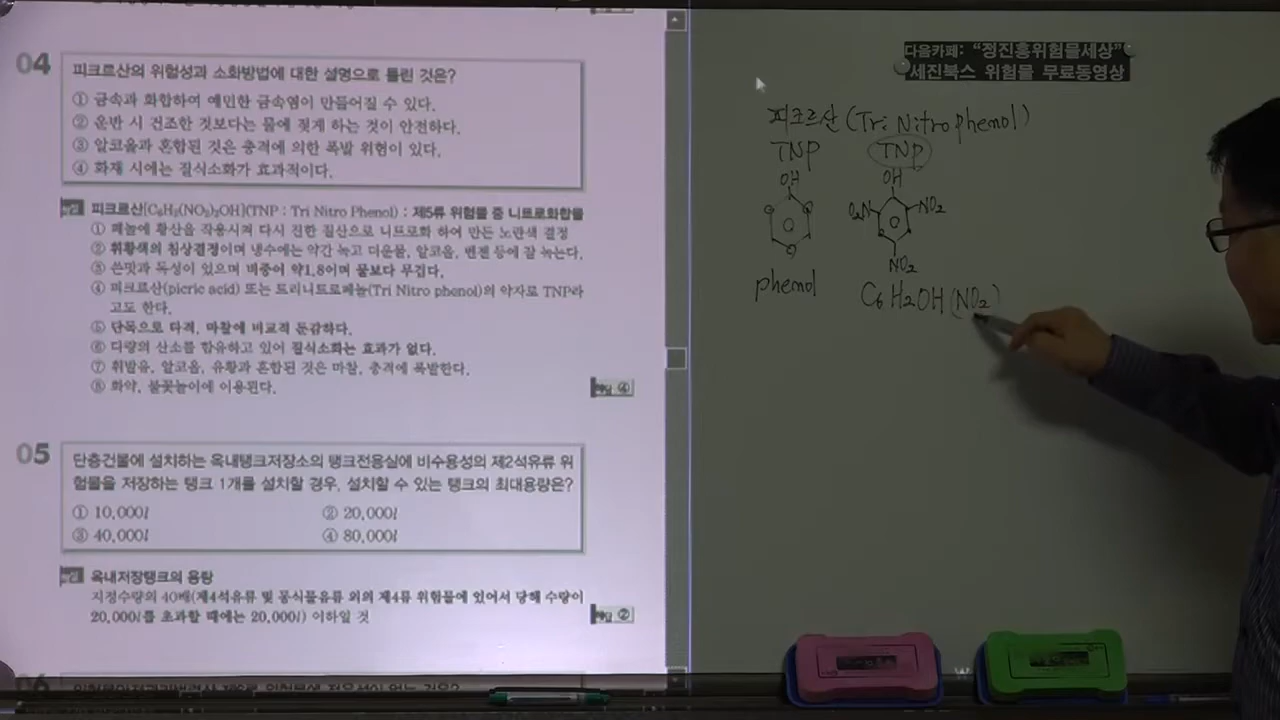 04
피크르산의 위험성과 소화방법에 대한 설명으로 틀린 것은?
① 금속과 화합하여 예민한 금속염이 만들어질 수 있다.
② 운반 시 건조한 것보다는 물에 젖게 하는 것이 안전하다.
③ 알코올과 혼합된 것은 충격에 의한 폭발 위험이 있다.
④ 화재 시에는 질식소화가 효과적이다.
피크르산[C₆H₂(NO₂)₃OH](TNP : Tri Nitro Phenol) : 제5류 위험물 중 니트로화합물
① 페놀에 황산을 작용시켜 다시 진한 질산으로 니트로화 하여 만든 노란색 결정
② 휘황색의 침상결정이며 냉수에는 약간 녹고 더운물, 알코올, 벤젠 등에 잘 녹는다.
③ 쓴맛과 독성이 있으며 비중이 약1.8이며 물보다 무겁다.
④ 피크르산(picric acid) 또는 트리니트로페놀(Tri Nitro phenol)의 약자로 TNP라
고도 한다.
⑤ 단독으로 타격, 마찰에 비교적 둔감하다.
⑥ 다량의 산소를 함유하고 있어 질식소화는 효과가 없다.
⑦ 휘발유, 알코올, 유황과 혼합된 것은 마찰, 충격에 폭발한다.
⑧ 화약, 불꽃놀이에 이용된다.
④
05
단층건물에 설치하는 옥내탱크저장소의 탱크전용실에 비수용성의 제2석유류 위
험물을 저장하는 탱크 1개를 설치할 경우, 설치할 수 있는 탱크의 최대용량은?
① 10,000l ② 20,000l
③ 40,000l ④ 80,000l
옥내저장탱크의 용량
지정수량의 40배(제4석유류 및 동식물유류 외의 제4류 위험물에 있어서 당해 수량이
20,000l를 초과할 때에는 20,000l) 이하일 것
②
다음카페: "정진홍위험물세상"
세진북스 위험물 무료동영상
피크르산 (Tri Nitro phenol)
TNP TNP
OH OH
O₂N NO₂
NO₂
phenol C₆H₂OH(NO₂)